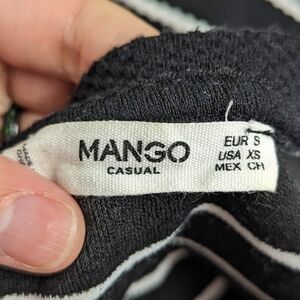 MANGO
CASUAL
EUR S
USA XS
MEX CH